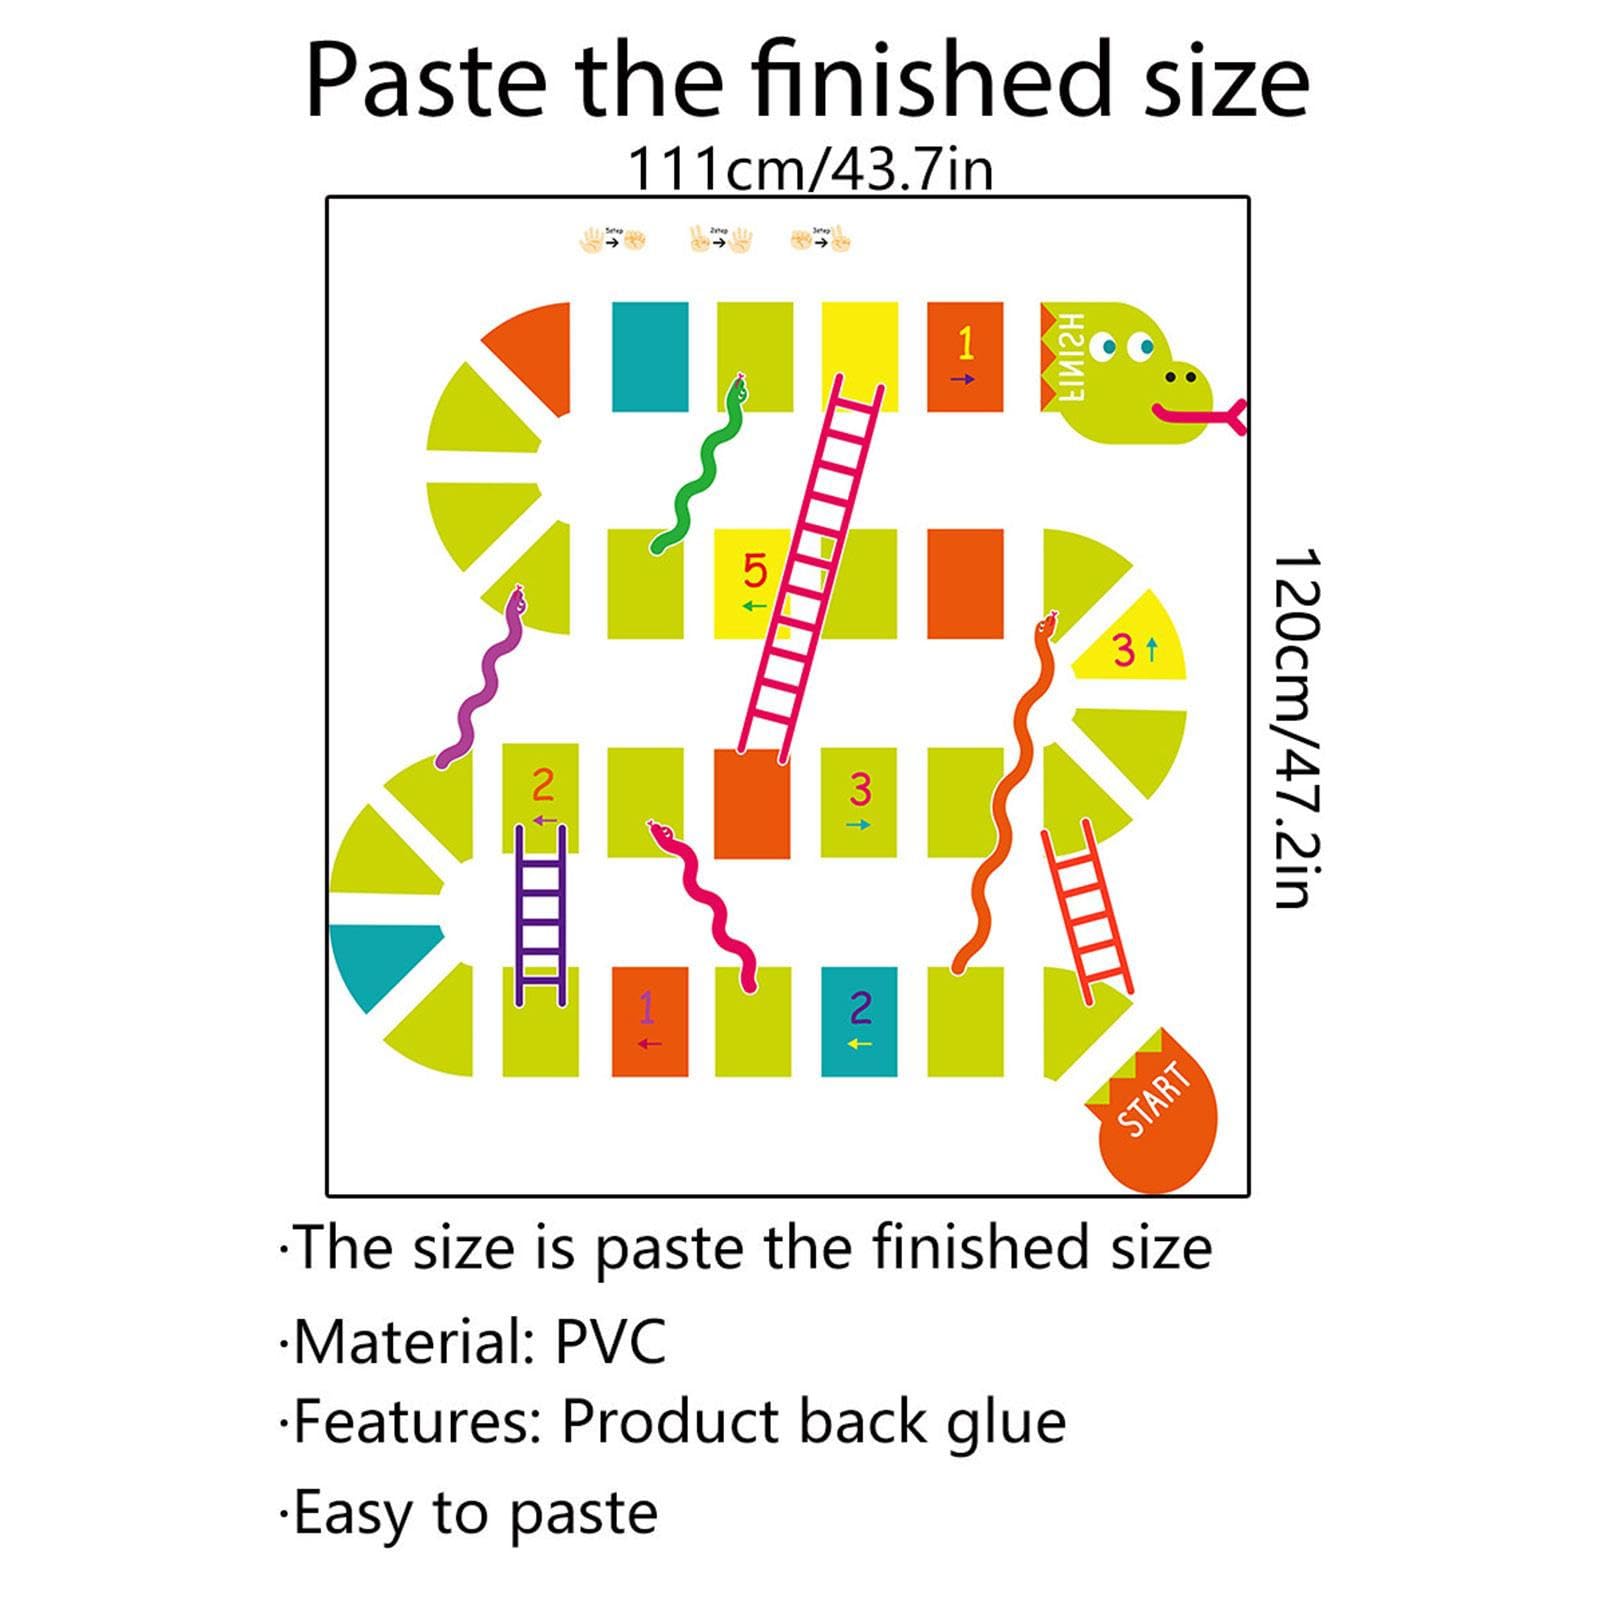 Paste the finished size
111cm/43.7in
5step
2step
3step
1
FINISH
5
3
120cm/47.2in
2
3
1
2
START
·The size is paste the finished size
·Material: PVC
·Features: Product back glue
·Easy to paste